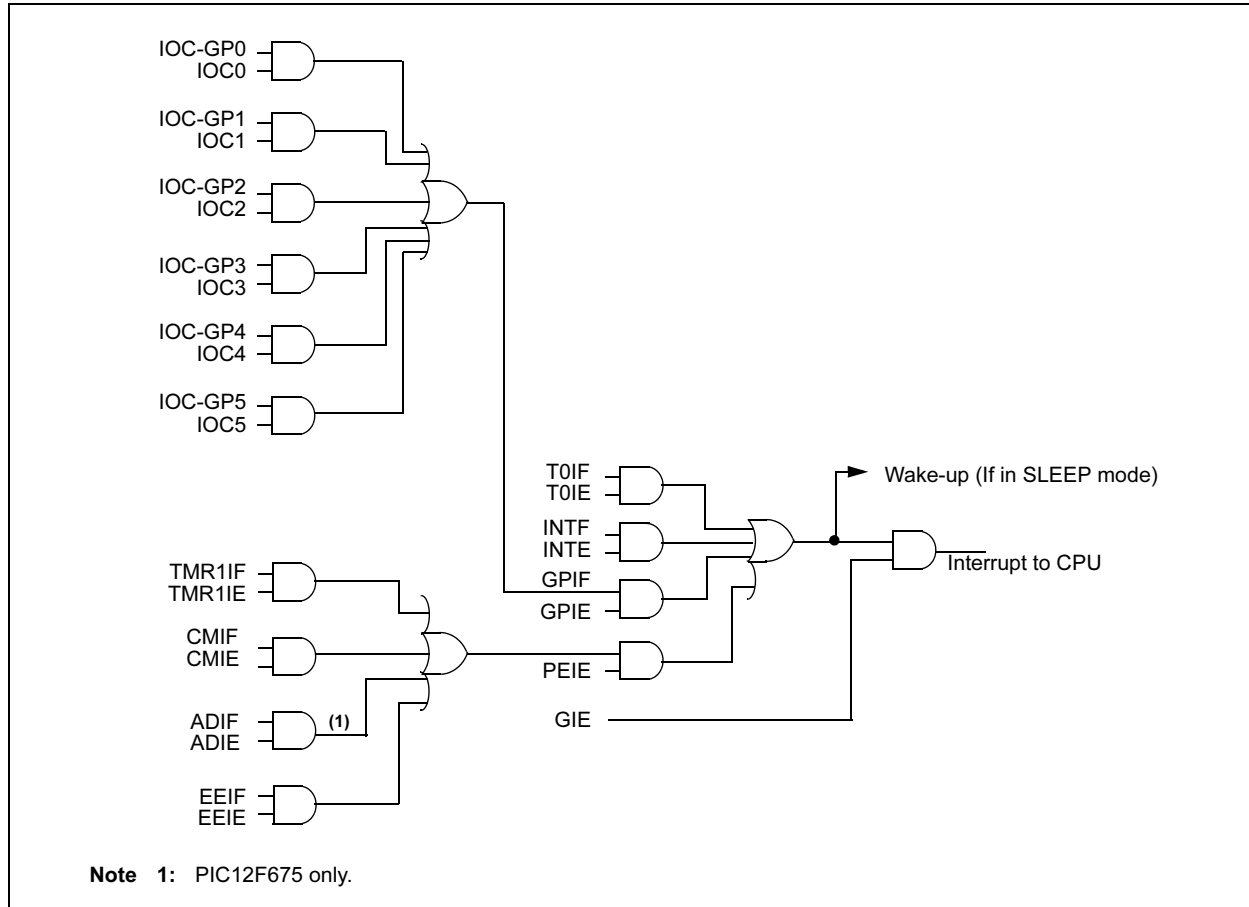 IOC-GP0
IOC0
IOC-GP1
IOC1
IOC-GP2
IOC2
IOC-GP3
IOC3
IOC-GP4
IOC4
IOC-GP5
IOC5
T0IF
T0IE
Wake-up (If in SLEEP mode)
INTF
INTE
Interrupt to CPU
TMR1IF
TMR1IE
GPIF
GPIE
CMIF
CMIE
PEIE
ADIF
ADIE
(1)
GIE
EEIF
EEIE
Note 1: PIC12F675 only.